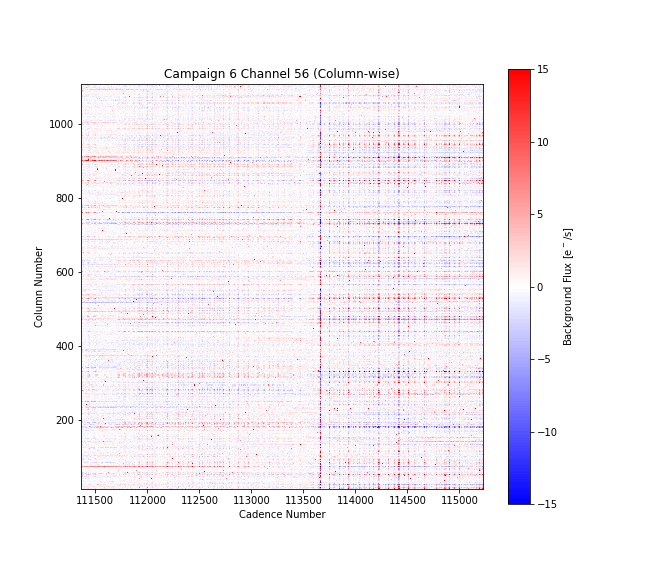 Campaign 6 Channel 56 (Column-wise)
Column Number
1000
800
600
400
200
111500 112000 112500 113000 113500 114000 114500 115000
Cadence Number
15
10
5
0
−5
−10
−15
Background Flux [e⁻/s]